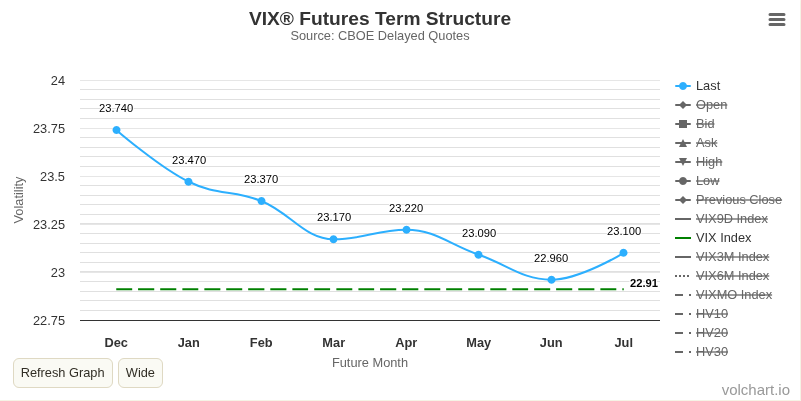 VIX® Futures Term Structure
Source: CBOE Delayed Quotes
Volatility
24
23.75
23.5
23.25
23
22.75
23.740
23.470
23.370
23.170
23.220
23.090
22.960
23.100
22.91
Dec Jan Feb Mar Apr May Jun Jul
Future Month
Last
Open
Bid
Ask
High
Low
Previous Close
VIX9D Index
VIX Index
VIX3M Index
VIX6M Index
VIXMO Index
HV10
HV20
HV30
Refresh Graph Wide
volchart.io